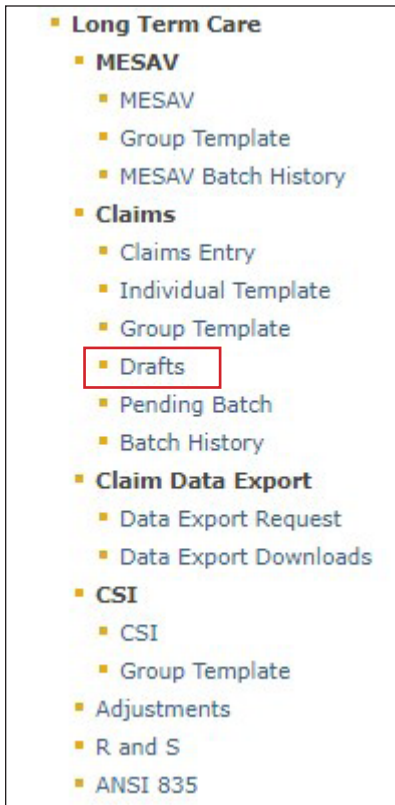 Long Term Care
MESAV
MESAV
Group Template
MESAV Batch History
Claims
Claims Entry
Individual Template
Group Template
Drafts
Pending Batch
Batch History
Claim Data Export
Data Export Request
Data Export Downloads
CSI
CSI
Group Template
Adjustments
R and S
ANSI 835